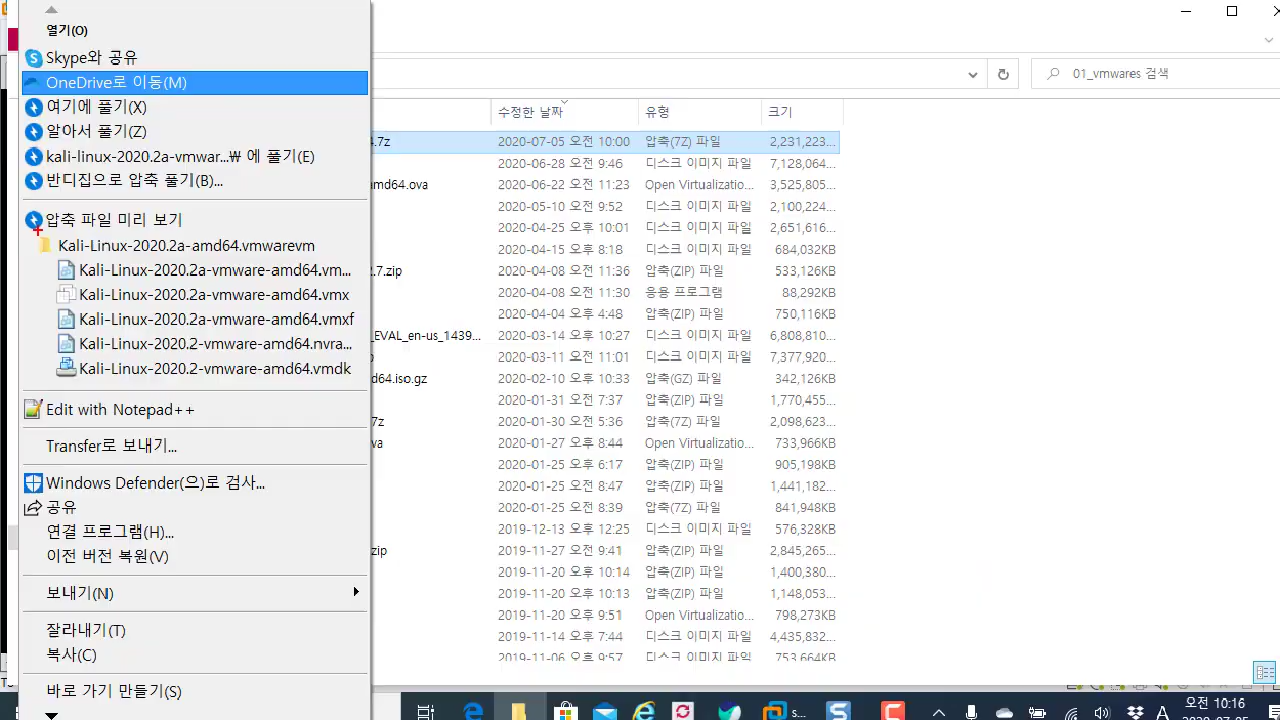 열기(O)
Skype와 공유
OneDrive로 이동(M)
여기에 풀기(X)
알아서 풀기(Z)
kali-linux-2020.2a-vmwar...₩ 에 풀기(E)
반디집으로 압축 풀기(B)...
압축 파일 미리 보기
Kali-Linux-2020.2a-amd64.vmwarevm
Kali-Linux-2020.2a-vmware-amd64.vm...
Kali-Linux-2020.2a-vmware-amd64.vmx
Kali-Linux-2020.2a-vmware-amd64.vmxf
Kali-Linux-2020.2-vmware-amd64.nvra...
Kali-Linux-2020.2-vmware-amd64.vmdk
Edit with Notepad++
Transfer로 보내기...
Windows Defender(으)로 검사...
공유
연결 프로그램(H)...
이전 버전 복원(V)
보내기(N)
잘라내기(T)
복사(C)
바로 가기 만들기(S)
01_vmwares 검색
수정한 날짜 유형 크기
.7z 2020-07-05 오전 10:00 압축(7Z) 파일 2,231,223...
2020-06-28 오전 9:46 디스크 이미지 파일 7,128,064...
amd64.ova 2020-06-22 오전 11:23 Open Virtualizatio... 3,525,805...
2020-05-10 오전 9:52 디스크 이미지 파일 2,100,224...
2020-04-25 오전 10:01 디스크 이미지 파일 2,651,616...
2020-04-15 오후 8:18 디스크 이미지 파일 684,032KB
2.7.zip 2020-04-08 오전 11:36 압축(ZIP) 파일 533,126KB
2020-04-08 오전 11:30 응용 프로그램 88,292KB
2020-04-04 오후 4:48 압축(ZIP) 파일 750,116KB
_EVAL_en-us_1439... 2020-03-14 오후 10:27 디스크 이미지 파일 6,808,810...
2020-03-11 오전 11:01 디스크 이미지 파일 7,377,920...
d64.iso.gz 2020-02-10 오후 10:33 압축(GZ) 파일 342,126KB
2020-01-31 오후 7:37 압축(ZIP) 파일 1,770,455...
7z 2020-01-30 오후 5:36 압축(7Z) 파일 2,098,623...
va 2020-01-27 오후 8:44 Open Virtualizatio... 733,966KB
2020-01-25 오후 6:17 압축(ZIP) 파일 905,198KB
2020-01-25 오전 8:47 압축(ZIP) 파일 1,441,182...
2020-01-25 오전 8:39 압축(7Z) 파일 841,948KB
2019-12-13 오후 12:25 디스크 이미지 파일 576,328KB
zip 2019-11-27 오전 9:41 압축(ZIP) 파일 2,845,265...
2019-11-20 오후 10:14 압축(ZIP) 파일 1,400,380...
2019-11-20 오후 10:13 압축(ZIP) 파일 1,148,053...
2019-11-20 오후 9:51 Open Virtualizatio... 798,273KB
2019-11-14 오후 7:44 디스크 이미지 파일 4,435,832...
2019-11-06 오후 9:57 디스크 이미지 파일 753,664KB
s...
A
오전 10:16